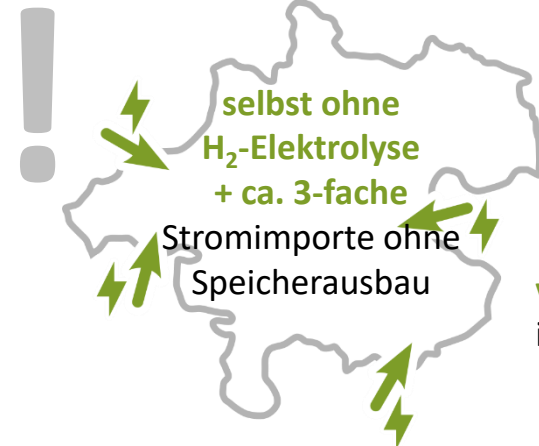 !
selbst ohne
H₂-Elektrolyse
+ ca. 3-fache
Stromimporte ohne
Speicherausbau